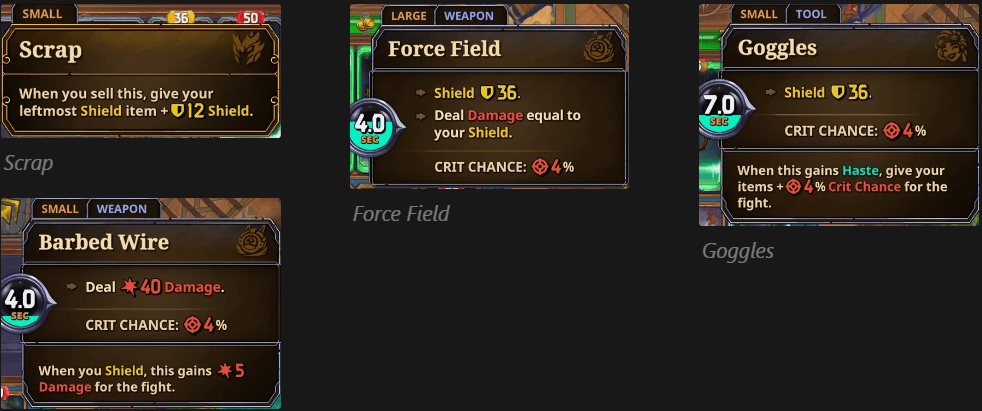 SMALL
36
50
Scrap
When you sell this, give your
leftmost Shield item + 12 Shield.
Scrap
SMALL WEAPON
Barbed Wire
4.0
SEC
Deal 40 Damage.
CRIT CHANCE: 4%
When you Shield, this gains 5
Damage for the fight.
LARGE WEAPON
Force Field
4.0
SEC
Shield 36.
Deal Damage equal to
your Shield.
CRIT CHANCE: 4%
Force Field
SMALL TOOL
Goggles
7.0
SEC
Shield 36.
CRIT CHANCE: 4%
When this gains Haste, give your
items + 4% Crit Chance for the
fight.
Goggles